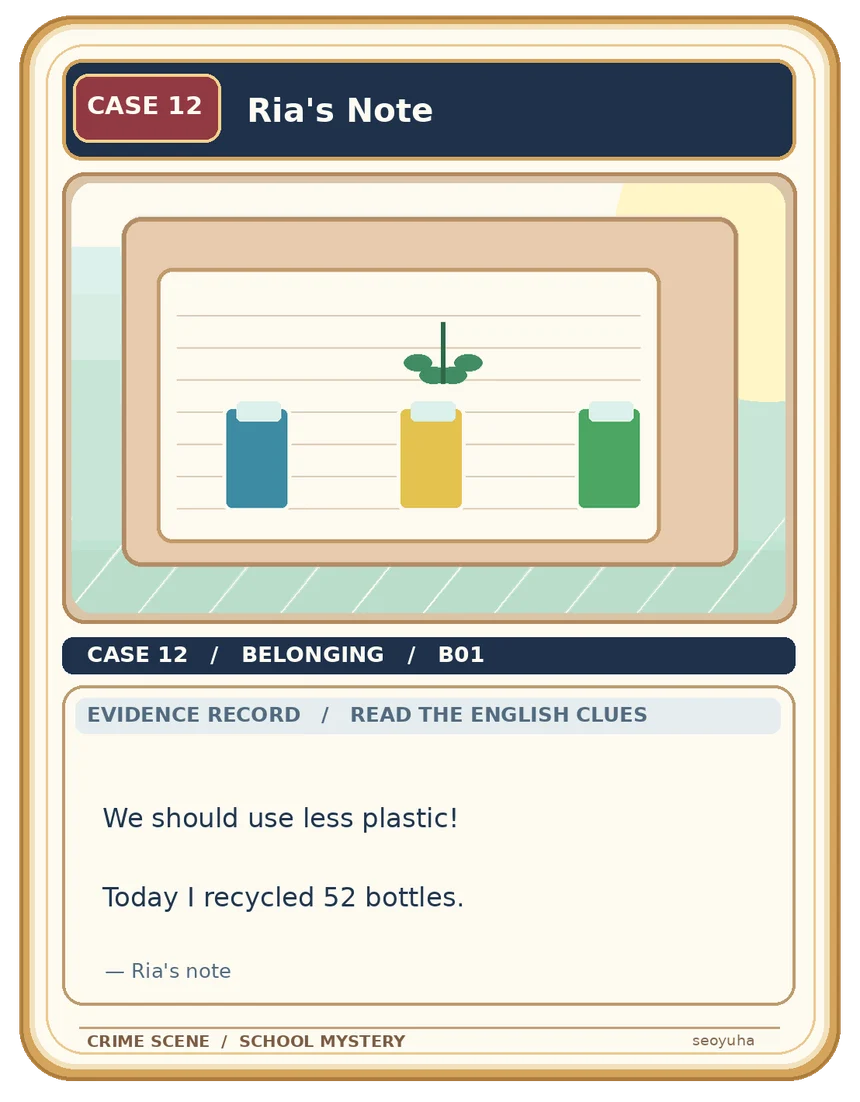 CASE 12 Ria's Note
CASE 12 / BELONGING / B01
EVIDENCE RECORD / READ THE ENGLISH CLUES
We should use less plastic!
Today I recycled 52 bottles.
— Ria's note
CRIME SCENE / SCHOOL MYSTERY seoyuha